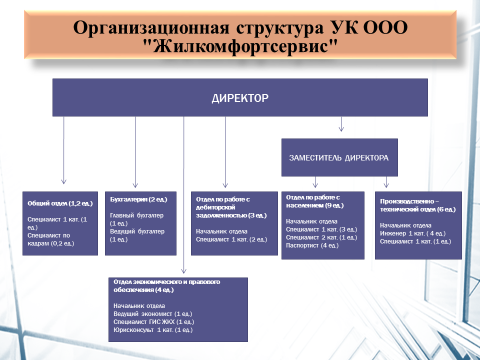 Организационная структура УК ООО
"Жилкомфортсервис"
ДИРЕКТОР
ЗАМЕСТИТЕЛЬ ДИРЕКТОРА
Общий отдел (1,2 ед.)
Специалист 1 кат. (1
ед.)
Специалист по
кадрам (0,2 ед.)
Бухгалтерия (2 ед.)
Главный бухгалтер
(1 ед.)
Ведущий бухгалтер
(1 ед.)
Отдел по работе с
дебиторской
задолженностью (3 ед.)
Начальник отдела
Специалист 1 кат. (2 ед.)
Отдел по работе с
населением (9 ед.)
Начальник отдела
Специалист 1 кат. (3 ед.)
Специалист 2 кат. (1 ед.)
Паспортист (4 ед.)
Производственно –
технический отдел (6 ед.)
Начальник отдела
Инженер 1 кат. ( 4 ед.)
Специалист 1 кат. (1 ед.)
Отдел экономического и правового
обеспечения (4 ед.)
Начальник отдела
Ведущий экономист (1 ед.)
Специалист ГИС ЖКХ (1 ед.)
Юрисконсульт 1 кат. (1 ед.)